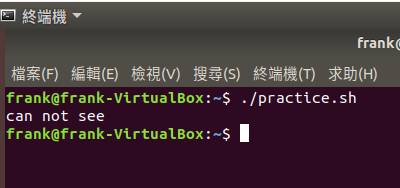 終端機
frank@
檔案(F) 編輯(E) 檢視(V) 搜尋(S) 終端機(T) 求助(H)
frank@frank-VirtualBox:~$ ./practice.sh
can not see
frank@frank-VirtualBox:~$